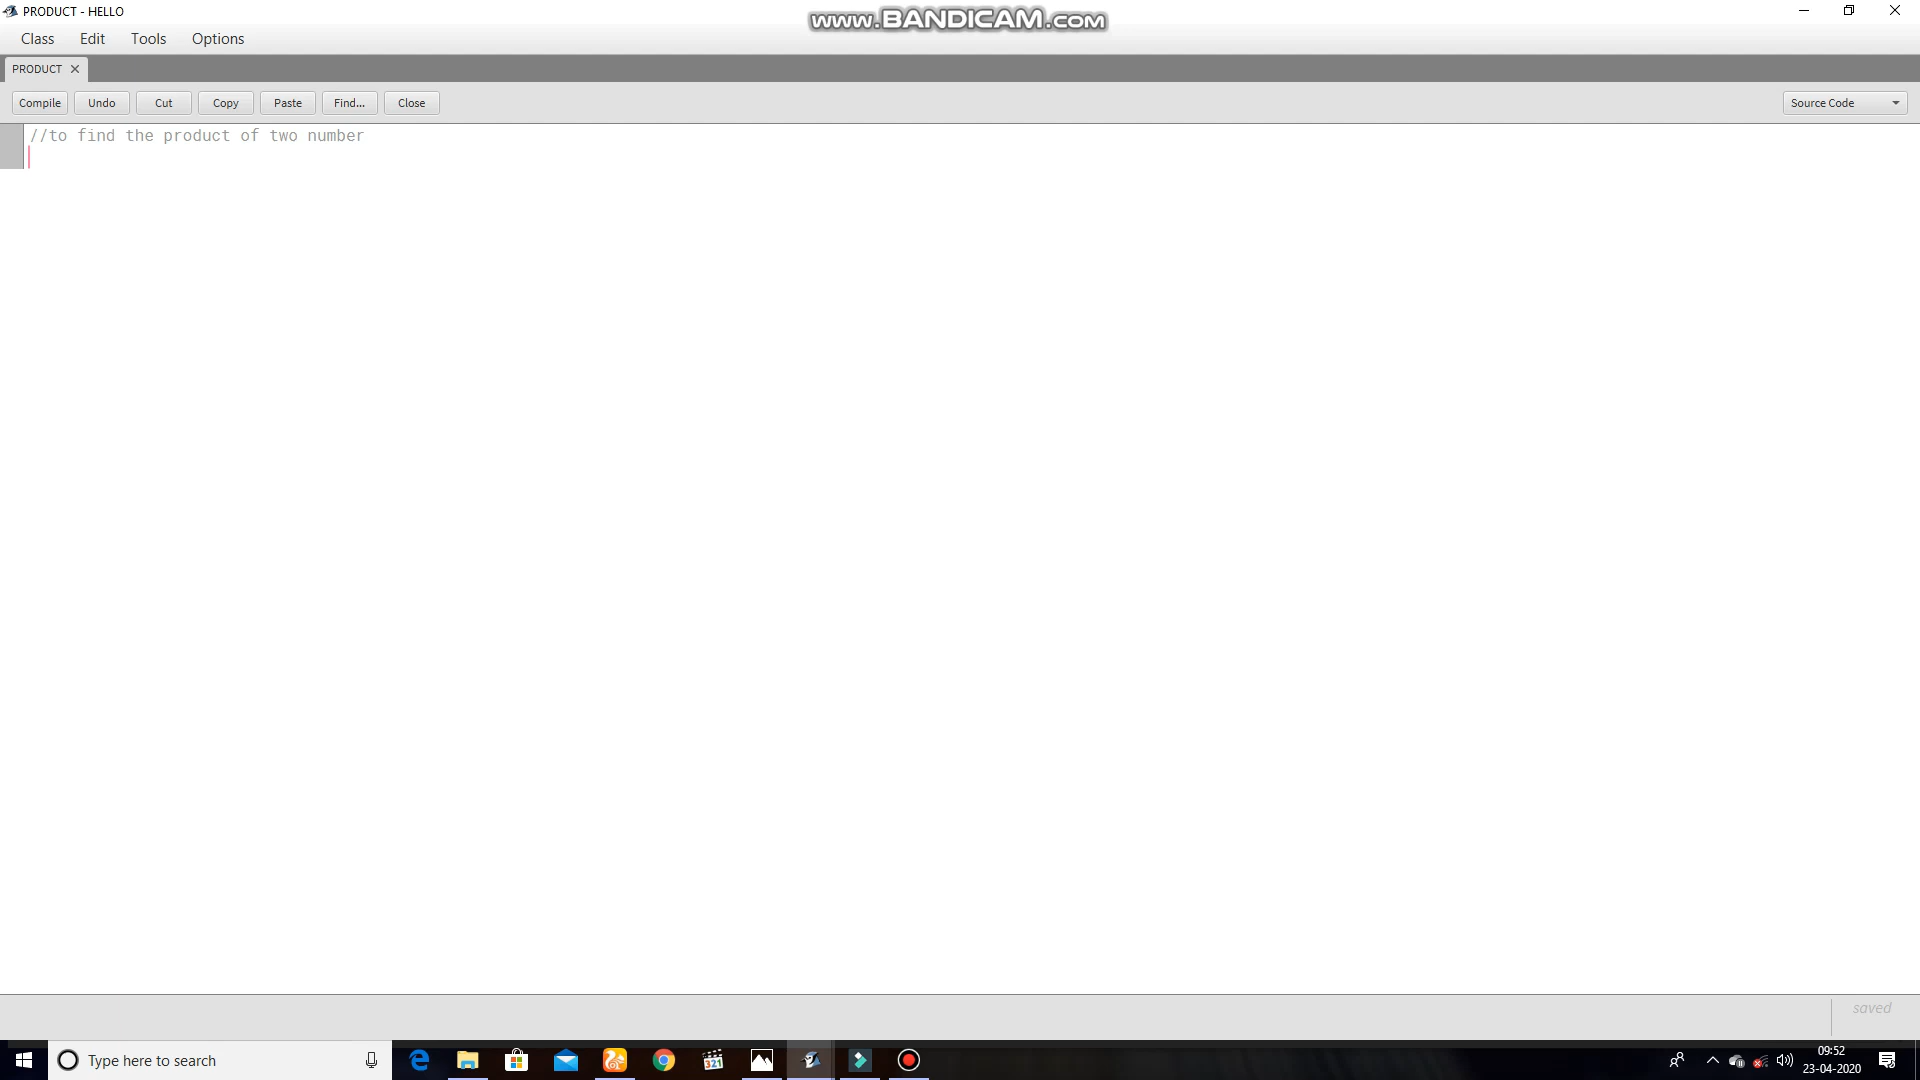 PRODUCT - HELLO
www.BANDICAM.com
Class Edit Tools Options
PRODUCT
Compile Undo Cut Copy Paste Find... Close Source Code
//to find the product of two number
saved
Type here to search
321
09:52
23-04-2020